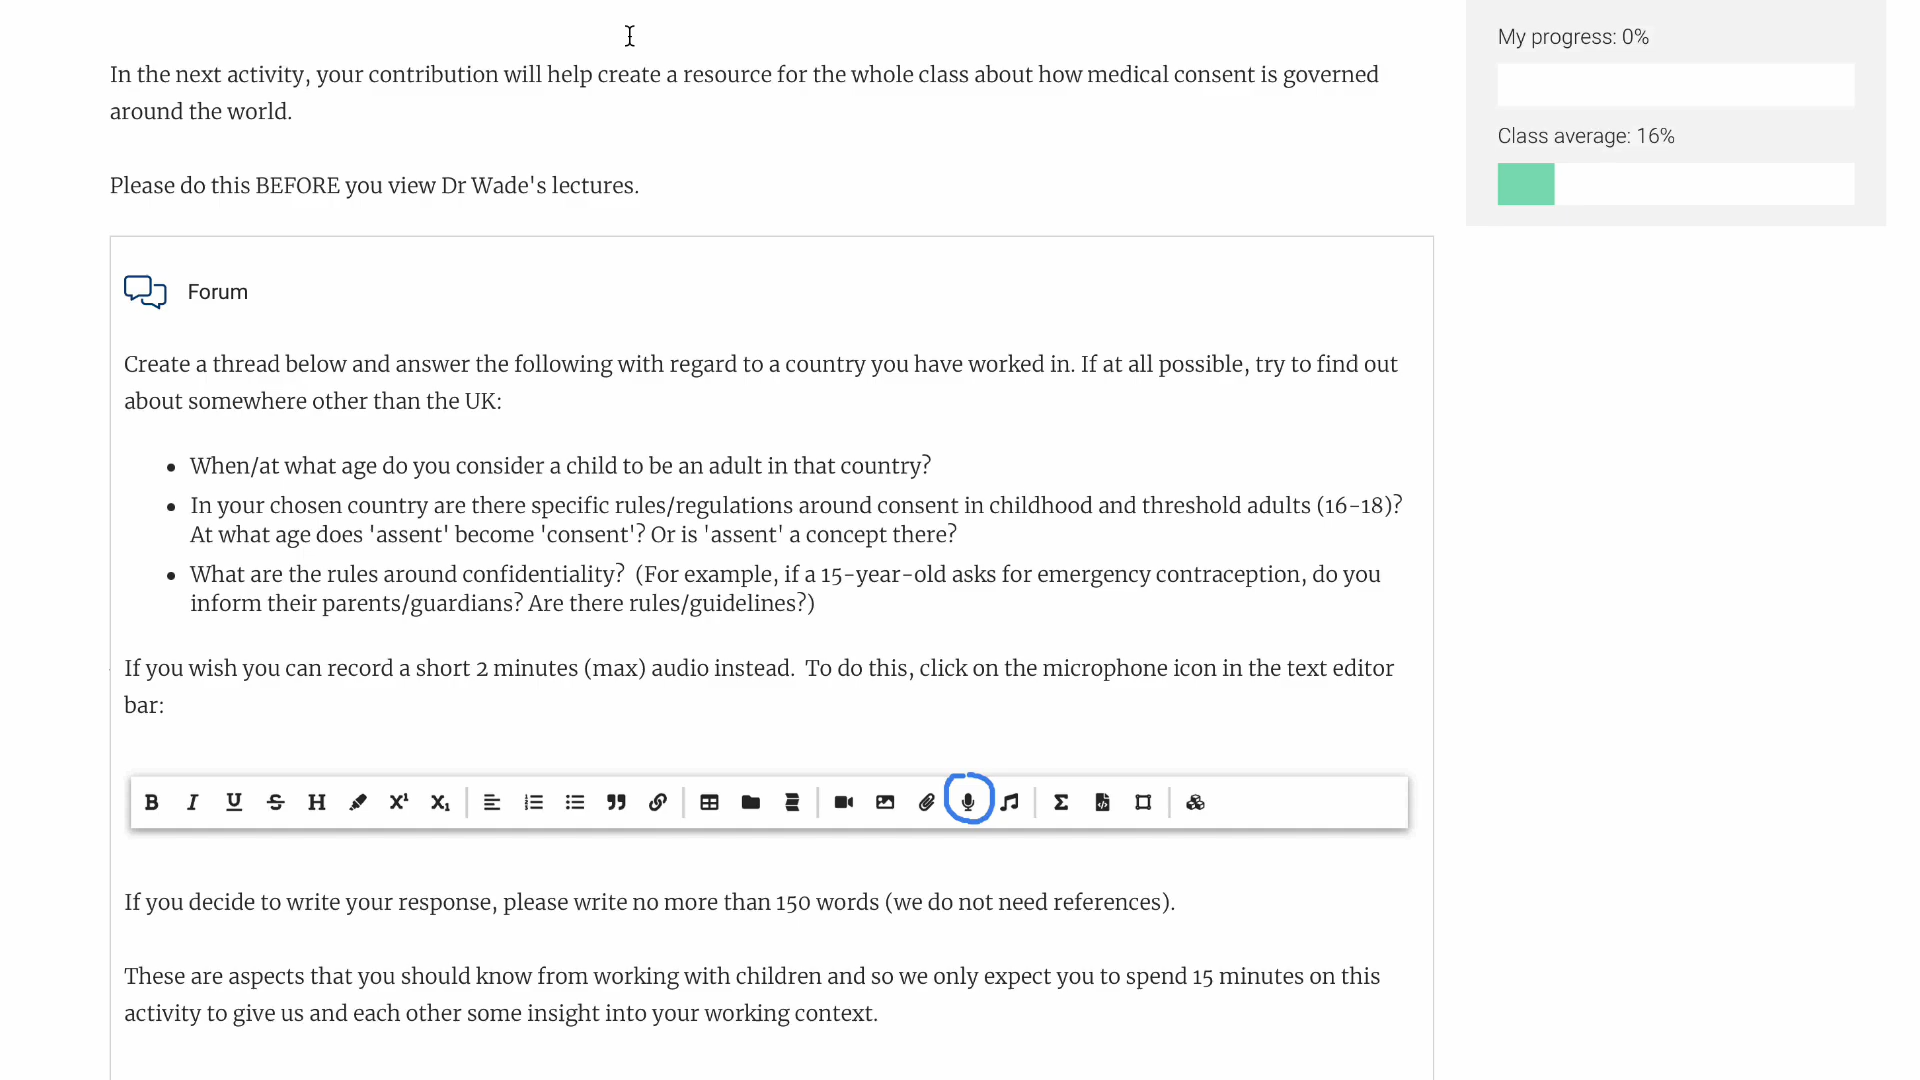 My progress: 0%
Class average: 16%
In the next activity, your contribution will help create a resource for the whole class about how medical consent is governed
around the world.
Please do this BEFORE you view Dr Wade's lectures.
Forum
Create a thread below and answer the following with regard to a country you have worked in. If at all possible, try to find out
about somewhere other than the UK:
• When/at what age do you consider a child to be an adult in that country?
• In your chosen country are there specific rules/regulations around consent in childhood and threshold adults (16-18)?
At what age does 'assent' become 'consent'? Or is 'assent' a concept there?
• What are the rules around confidentiality?  (For example, if a 15-year-old asks for emergency contraception, do you
inform their parents/guardians? Are there rules/guidelines?)
If you wish you can record a short 2 minutes (max) audio instead.  To do this, click on the microphone icon in the text editor
bar:
B I U S H X¹ X₁ Σ
If you decide to write your response, please write no more than 150 words (we do not need references).
These are aspects that you should know from working with children and so we only expect you to spend 15 minutes on this
activity to give us and each other some insight into your working context.